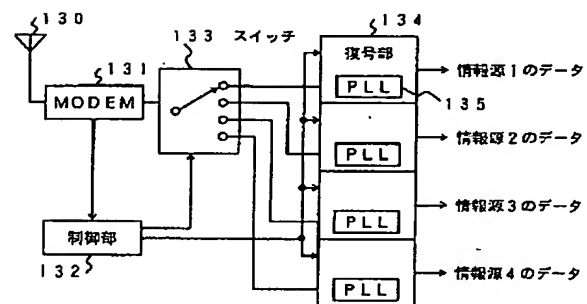 130
133 スイッチ
134
131
復号部
情報源1のデータ
MODEM
PLL
135
情報源2のデータ
PLL
情報源3のデータ
制御部
PLL
132
情報源4のデータ
PLL